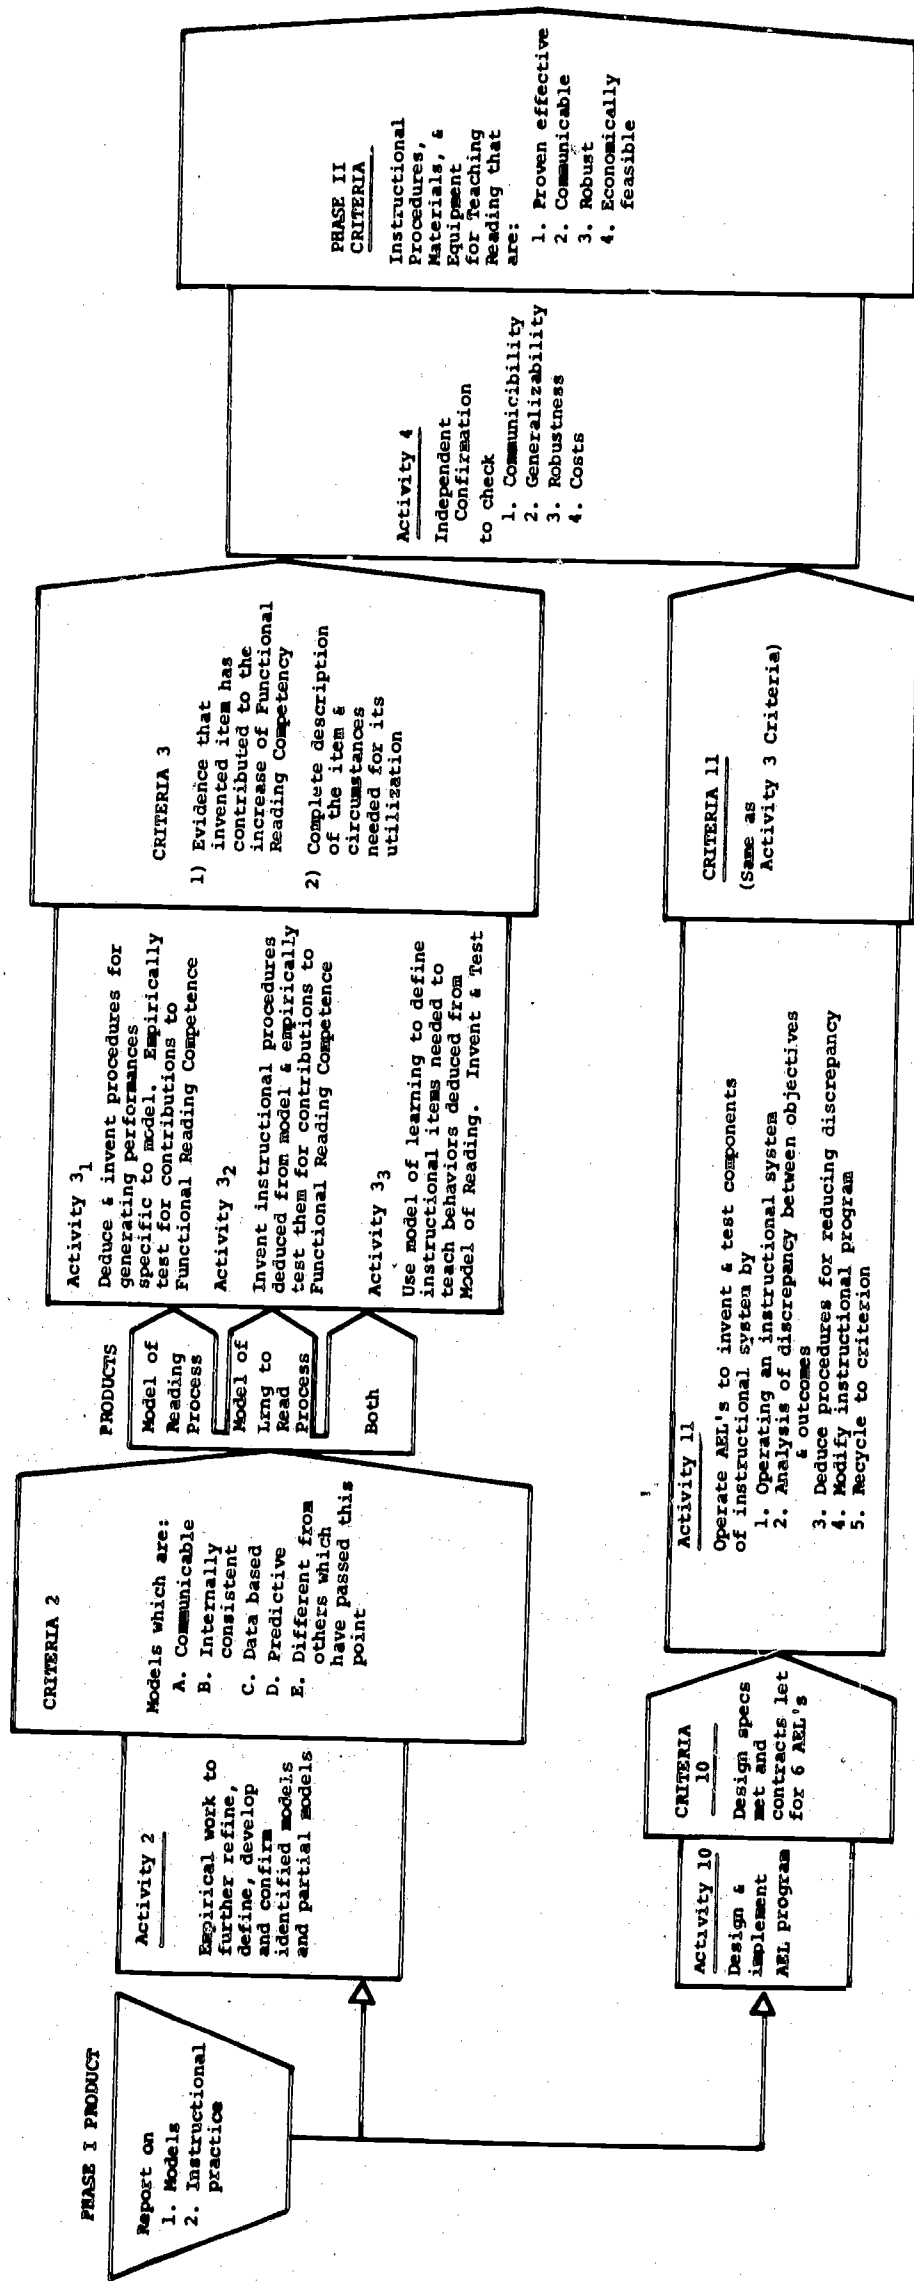 PHASE I PRODUCT
Report on
1. Models
2. Instructional
practice
Activity 2
Empirical work to
further refine,
define, develop
and confirm
identified models
and partial models
CRITERIA 2
Models which are:
A. Communicable
B. Internally
consistent
C. Data based
D. Predictive
E. Different from
others which
have passed this
point
PRODUCTS
Model of
Reading
Process
Model of
Lrng to
Read
Process
Both
Activity 3₁
Deduce & invent procedures for
generating performances
specific to model. Empirically
test for contributions to
Functional Reading Competence
Activity 3₂
Invent instructional procedures
deduced from model & empirically
test them for contributions to
Functional Reading Competence
Activity 3₃
Use model of learning to define
instructional items needed to
teach behaviors deduced from
Model of Reading. Invent & Test
CRITERIA 3
1) Evidence that
invented item has
contributed to the
increase of Functional
Reading Competency
2) Complete description
of the item &
circumstances
needed for its
utilization
Activity 10
Design &
implement
AEL program
CRITERIA
10
Design specs
met and
contracts let
for 6 AEL's
Activity 11
Operate AEL's to invent & test components
of instructional system by
1. Operating an instructional system
2. Analysis of discrepancy between objectives
& outcomes
3. Deduce procedures for reducing discrepancy
4. Modify instructional program
5. Recycle to criterion
CRITERIA 11
(Same as
Activity 3 Criteria)
Activity 4
Independent
Confirmation
to check
1. Communicibility
2. Generalizability
3. Robustness
4. Costs
PHASE II
CRITERIA
Instructional
Procedures,
Materials, &
Equipment
for Teaching
Reading that
are:
1. Proven effective
2. Communicable
3. Robust
4. Economically
feasible